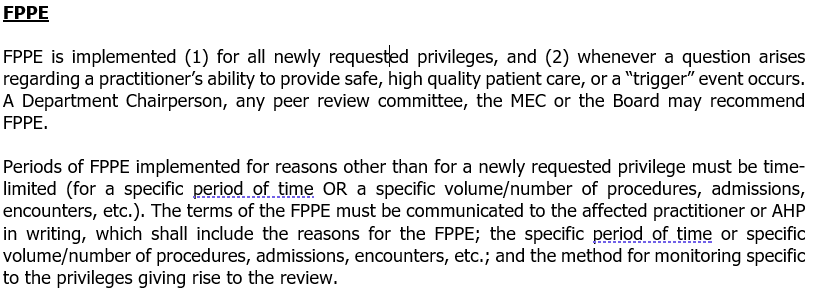 FPPE
FPPE is implemented (1) for all newly requested privileges, and (2) whenever a question arises
regarding a practitioner’s ability to provide safe, high quality patient care, or a “trigger” event occurs.
A Department Chairperson, any peer review committee, the MEC or the Board may recommend
FPPE.
Periods of FPPE implemented for reasons other than for a newly requested privilege must be time-
limited (for a specific period of time OR a specific volume/number of procedures, admissions,
encounters, etc.). The terms of the FPPE must be communicated to the affected practitioner or AHP
in writing, which shall include the reasons for the FPPE; the specific period of time or specific
volume/number of procedures, admissions, encounters, etc.; and the method for monitoring specific
to the privileges giving rise to the review.